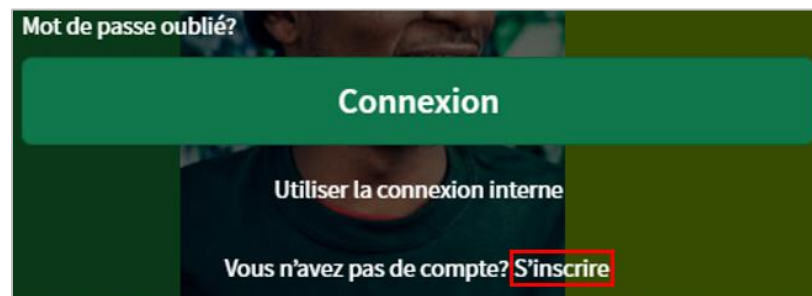 Mot de passe oublié?
Connexion
Utiliser la connexion interne
Vous n’avez pas de compte? S’inscrire